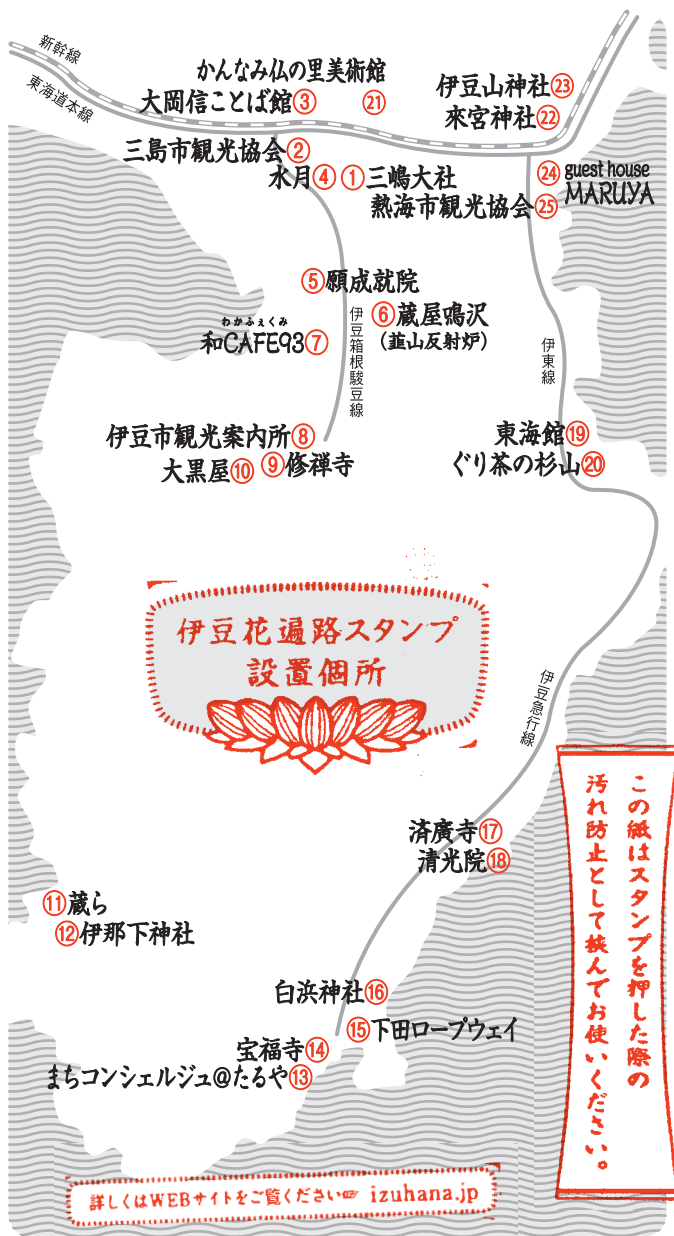 新幹線
東海道本線
かんなみ仏の里美術館
㉑
大岡信ことば館③
伊豆山神社㉓
來宮神社㉒
三島市観光協会②
水月④
①三嶋大社
㉔guest house
MARUYA
熱海市観光協会㉕
⑤願成就院
⑥蔵屋鳴沢
（韮山反射炉）
わかふぇくみ
和CAFE93⑦
伊豆箱根駿豆線
伊東線
伊豆市観光案内所⑧
大黒屋⑩
⑨修禅寺
東海館⑲
ぐり茶の杉山⑳
伊豆花遍路スタンプ
設置個所
伊豆急行線
この紙はスタンプを押した際の
汚れ防止として挟んでお使いください。
済廣寺⑰
清光院⑱
⑪蔵ら
⑫伊那下神社
白浜神社⑯
⑮下田ロープウェイ
宝福寺⑭
まちコンシェルジュ@たるや⑬
詳しくはWEBサイトをご覧ください☞ izuhana.jp